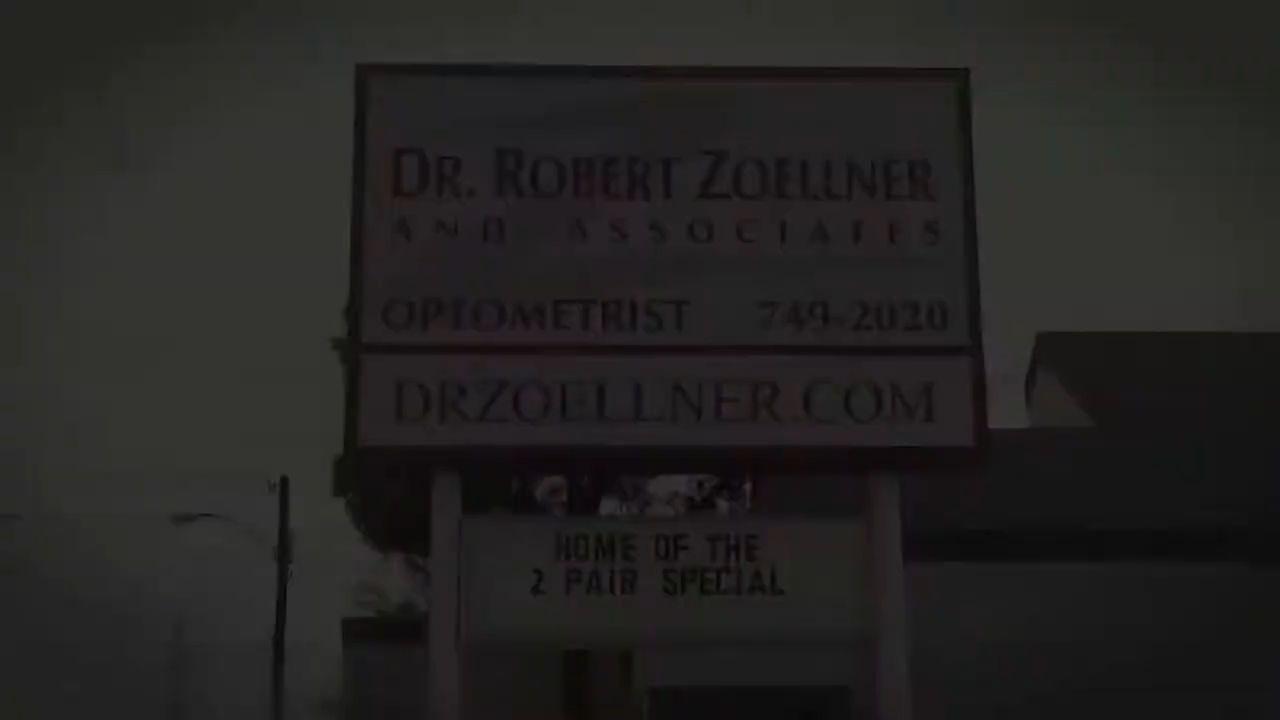 DR. ROBERT ZOELLNER
AND ASSOCIATES
OPTOMETRIST 749-2020
DRZOELLNER.COM
HOME OF THE
2 PAIR SPECIAL